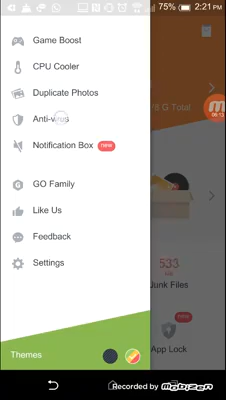 75% 2:21 PM
Game Boost
CPU Cooler
Duplicate Photos
Anti-virus
Notification Box new
GO Family
Like Us
Feedback
Settings
Themes
G Total
533
Junk Files
new
App Lock
Recorded by Mobizen